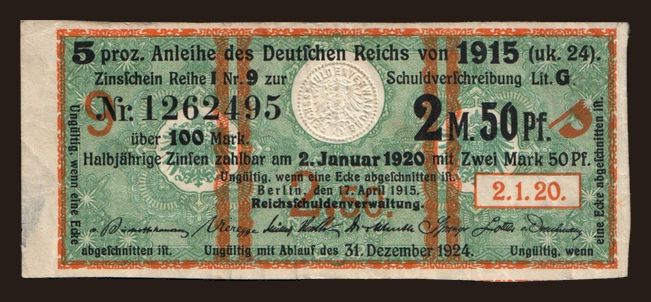 5 proz. Anleihe des Deutſchen Reichs von 1915 (uk. 24).
Zinsſchein Reihe I Nr. 9 zur Schuldverſchreibung Lit. G.
Nr. 1262495
2 M. 50 Pf.
über 100 Mark.
Halbjährige Zinſen zahlbar am 2. Januar 1920 mit Zwei Mark 50 Pf.
Ungültig, wenn eine Ecke abgeſchnitten iſt.
Berlin, den 17. April 1915.
Reichsſchuldenverwaltung.
2.1.20.
9
2.50.
Ungültig mit Ablauf des 31. Dezember 1924.
Ungültig, wenn eine Ecke
abgeſchnitten iſt.
Ungültig, wenn
eine Ecke abgeſchnitten iſt.